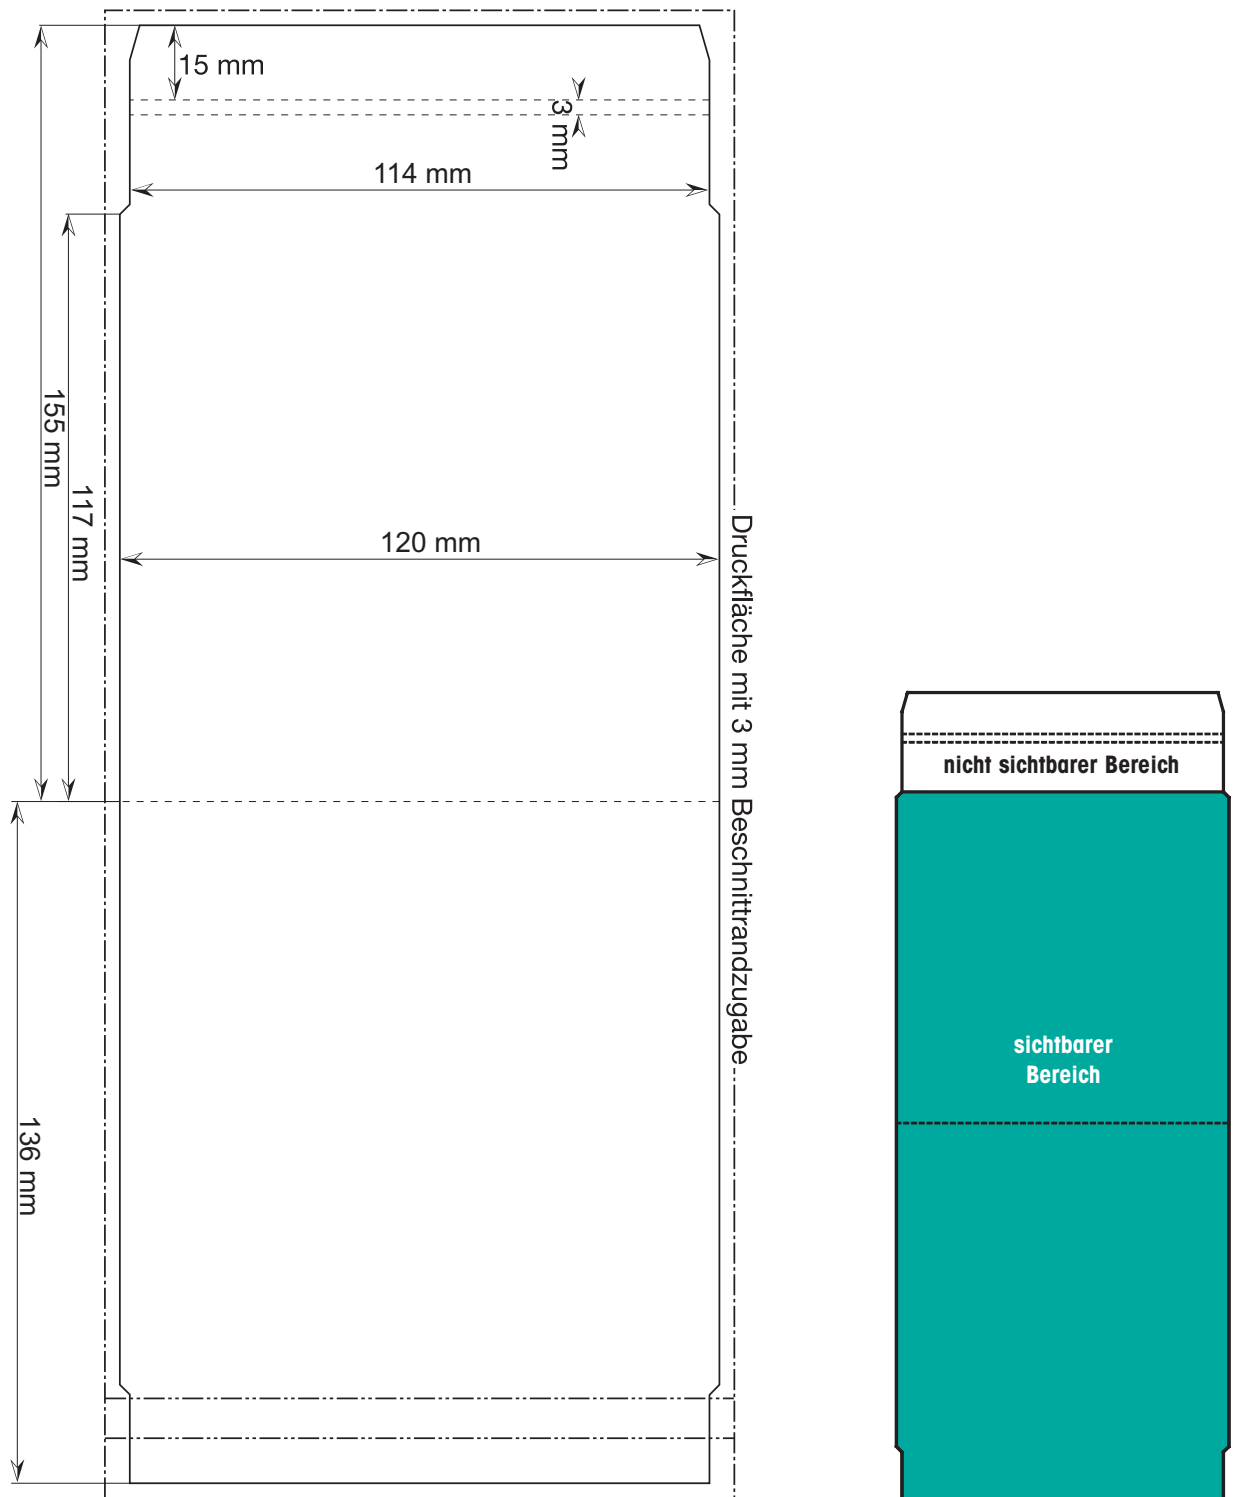 15 mm
3 mm
114 mm
155 mm
117 mm
120 mm
Druckfläche mit 3 mm Beschnittrandzugabe
136 mm
nicht sichtbarer Bereich
sichtbarer
Bereich